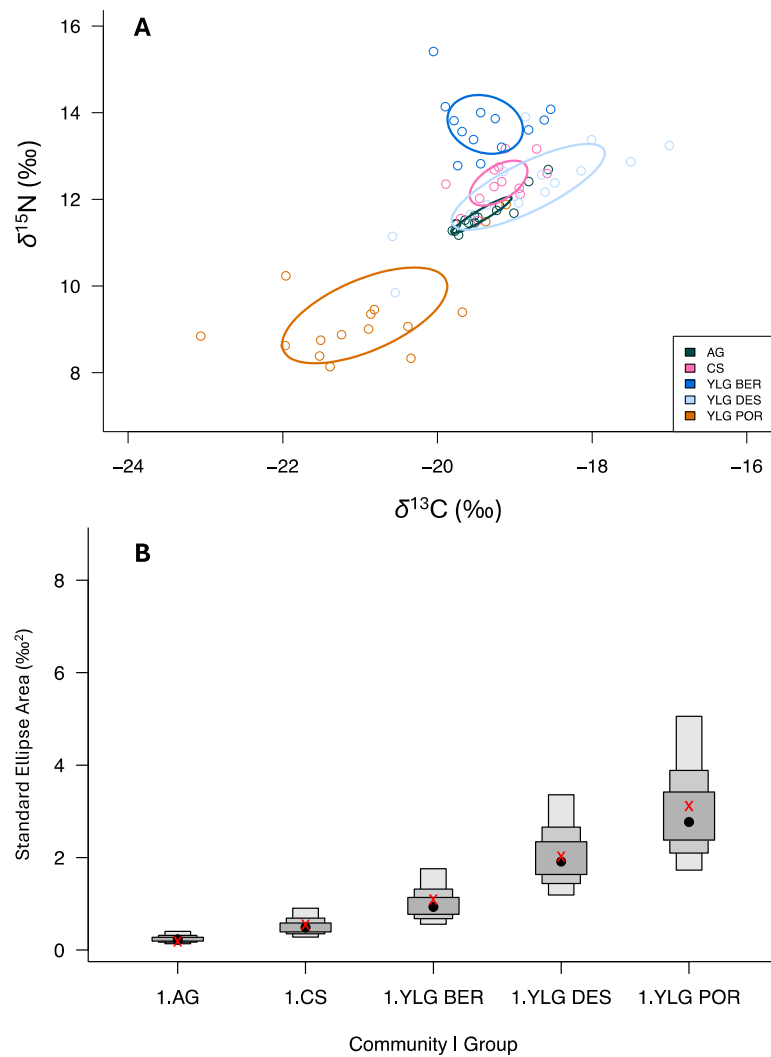 A
16
14
12
10
8
δ15N (‰)
AG
CS
YLG BER
YLG DES
YLG POR
−24 −22 −20 −18 −16
δ13C (‰)
B
8
6
4
2
0
Standard Ellipse Area (‰²)
1.AG 1.CS 1.YLG BER 1.YLG DES 1.YLG POR
Community | Group